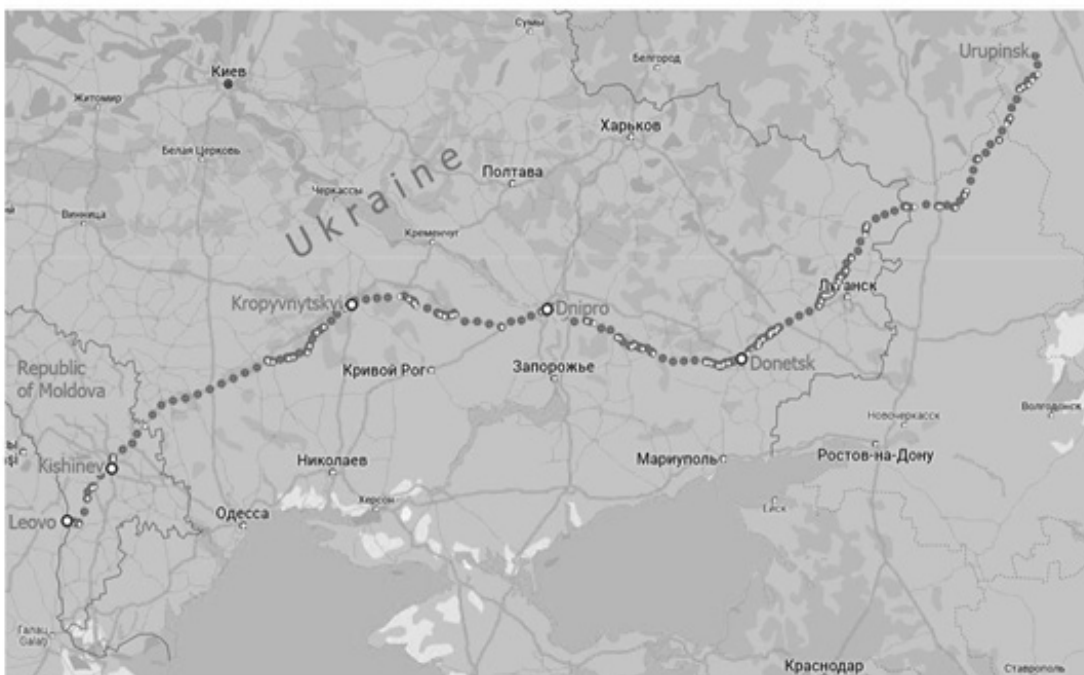 Сумы
Urupinsk
Белгород
Киев
Житомир
Харьков
Белая Церковь
Полтава
Ukraine
Черкассы
Винница
Кременчуг
Луганск
Kropyvnytskyi
Dnipro
Donetsk
Republic
of Moldova
Кривой Рог
Запорожье
Волгодонск
Новочеркасск
Kishinev
Николаев
Мариуполь
Ростов-на-Дону
Херсон
Ейск
Leovo
Одесса
Галац
Galați
Краснодар
Ставрополь